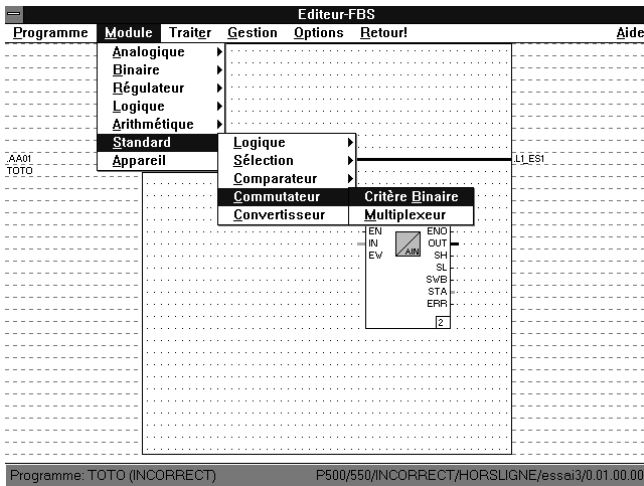 Editeur-FBS
Programme Module Traiter Gestion Options Retour! Aide
Analogique
Binaire
Régulateur
Logique
Arithmétique
Standard
Appareil
Logique
Sélection
Comparateur
Commutateur
Convertisseur
Critère Binaire
Multiplexeur
.AA01
TOTO
.L1_ES1
EN ENO
IN OUT
EW SH
AIN
SL
SWB
STA
ERR
2
Programme: TOTO (INCORRECT) P500/550/INCORRECT/HORSLIGNE/essai3/0.01.00.00